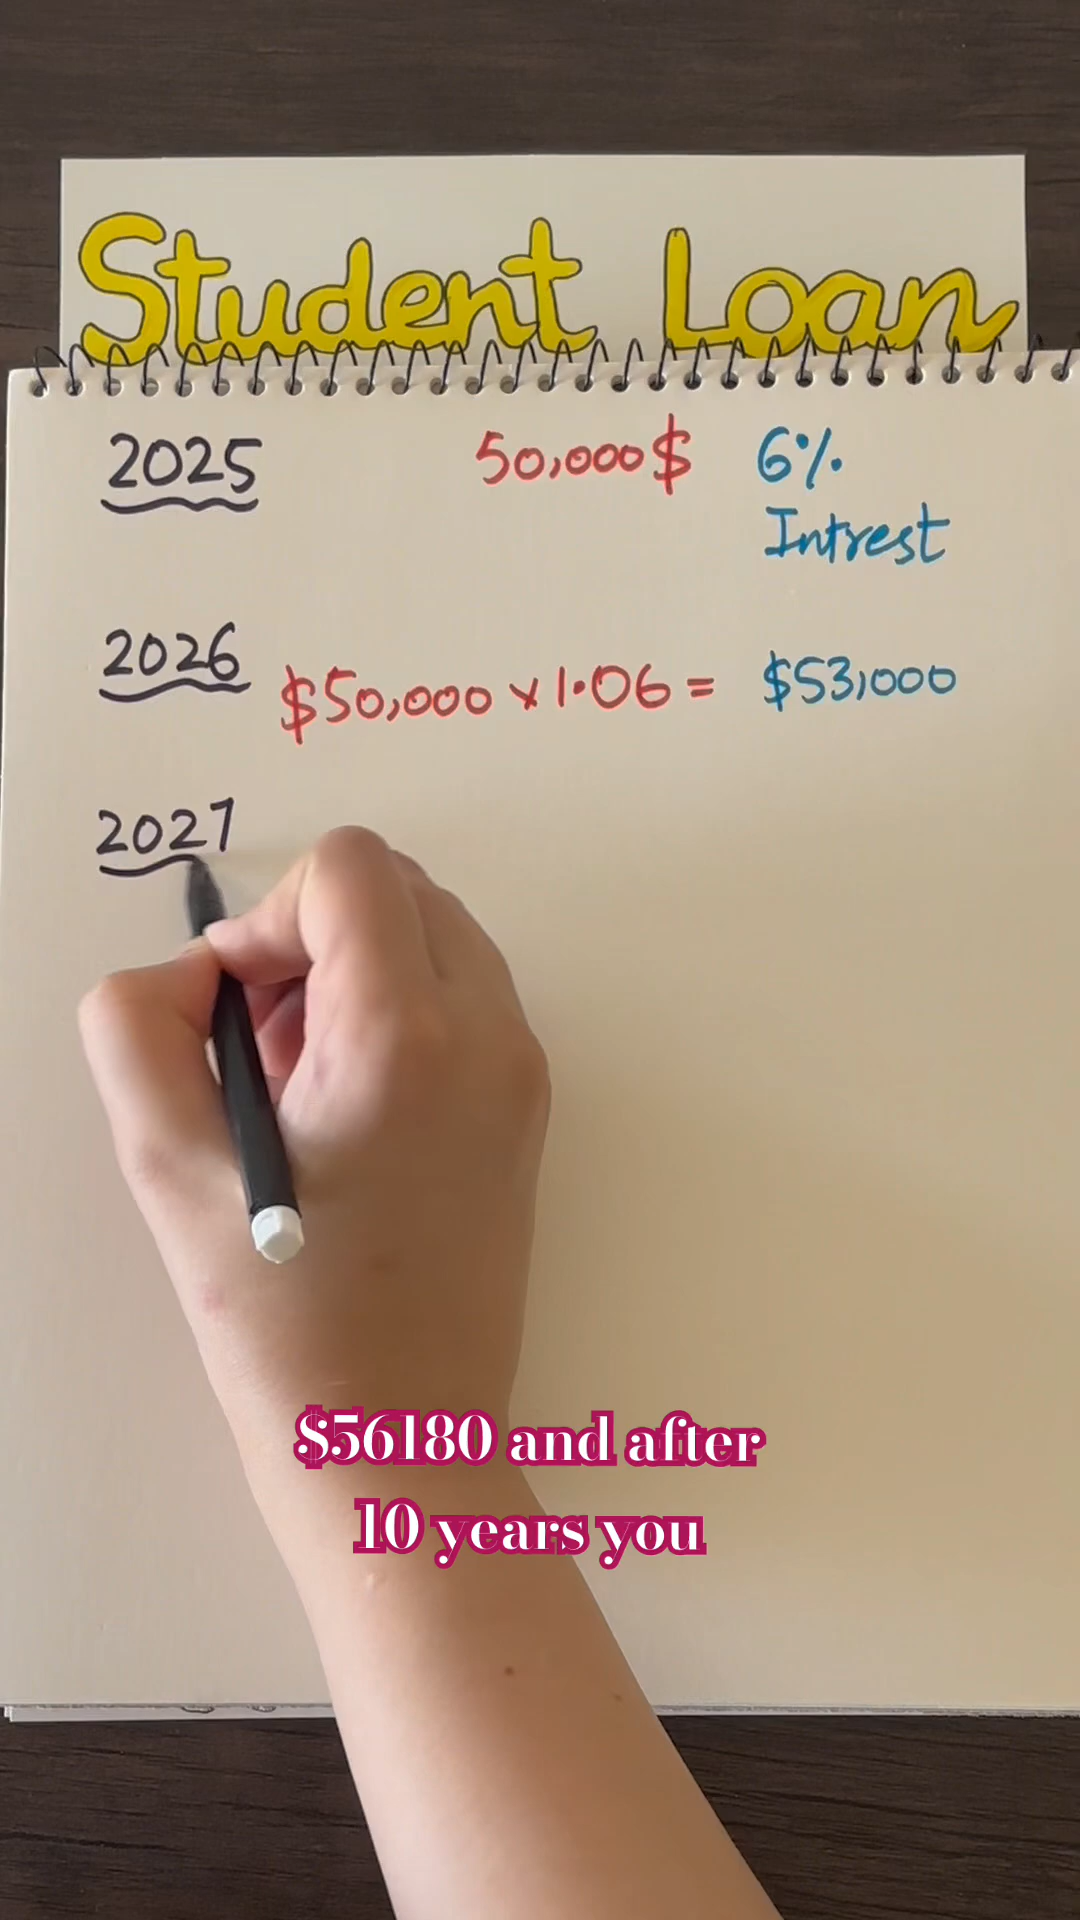 Student Loan
2025 50,000$ 6%
Intrest
2026 $50,000 x 1.06 = $53,000
2027
$56180 and after
10 years you